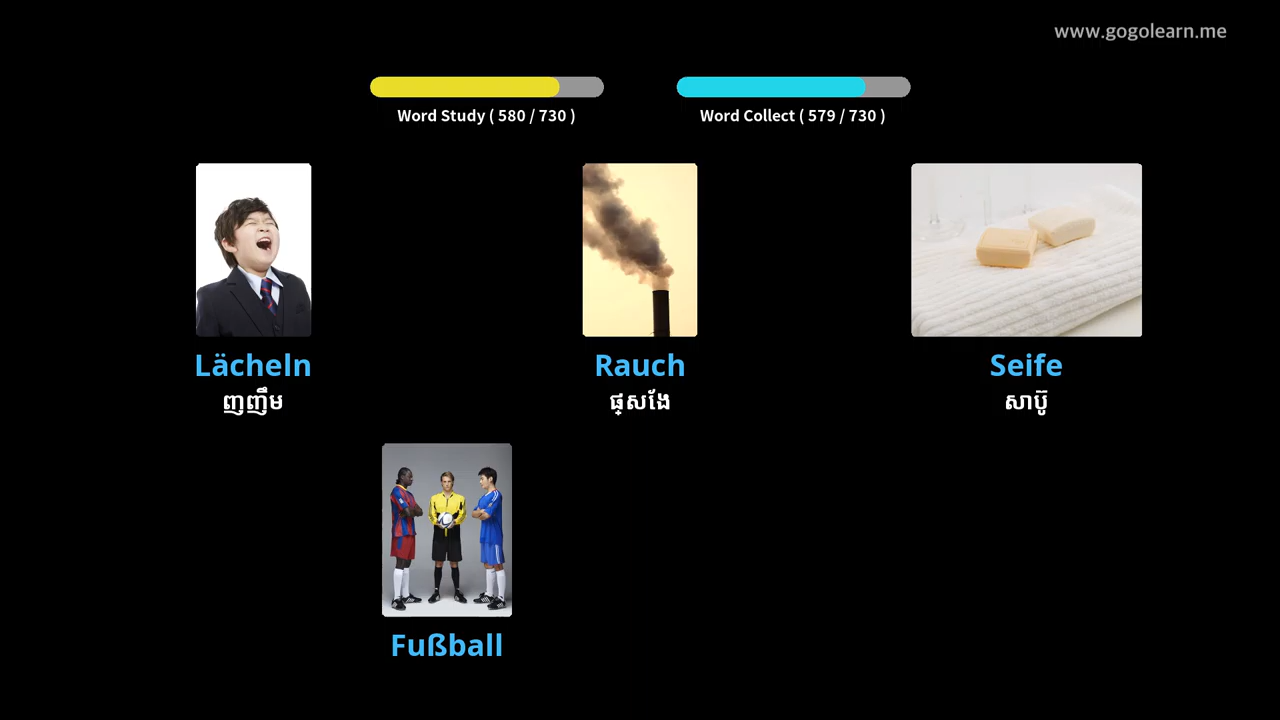 www.gogolearn.me
Word Study ( 580 / 730 )
Word Collect ( 579 / 730 )
Lächeln
Rauch
Seife
ញញឹម
ផ្សែង
សាប៊ូ
Fußball